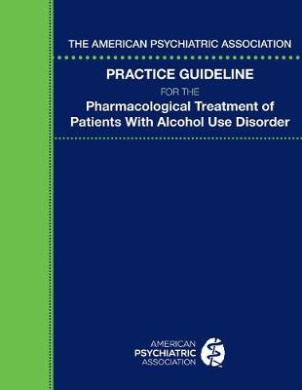 THE AMERICAN PSYCHIATRIC ASSOCIATION
PRACTICE GUIDELINE
FOR THE
Pharmacological Treatment of
Patients With Alcohol Use Disorder
AMERICAN
PSYCHIATRIC
ASSOCIATION